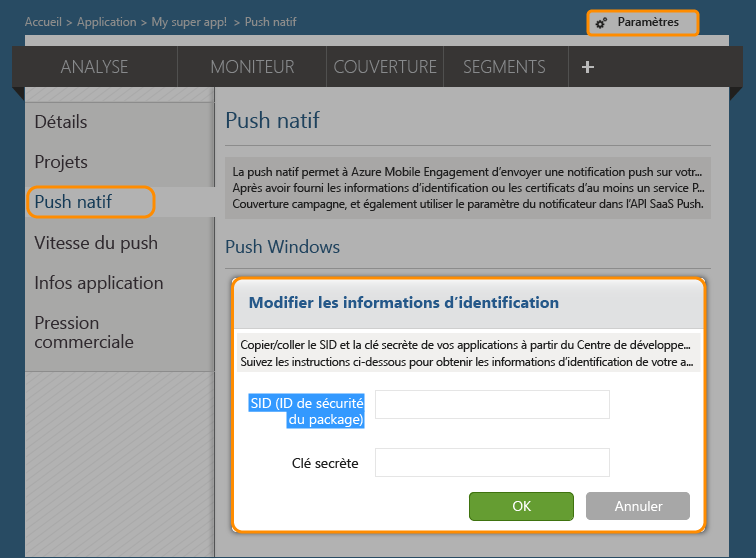 Accueil > Application > My super app! > Push natif
Paramètres
ANALYSE MONITEUR COUVERTURE SEGMENTS +
Détails
Projets
Push natif
Vitesse du push
Infos application
Pression
commerciale
Push natif
La push natif permet à Azure Mobile Engagement d'envoyer une notification push sur votr...
Après avoir fourni les informations d'identification ou les certificats d'au moins un service P...
Couverture campagne, et également utiliser le paramètre du notificateur dans l'API SaaS Push.
Push Windows
Modifier les informations d'identification
Copier/coller le SID et la clé secrète de vos applications à partir du Centre de développe...
Suivez les instructions ci-dessous pour obtenir les informations d'identification de votre a...
SID (ID de sécurité
du package)
Clé secrète
OK Annuler